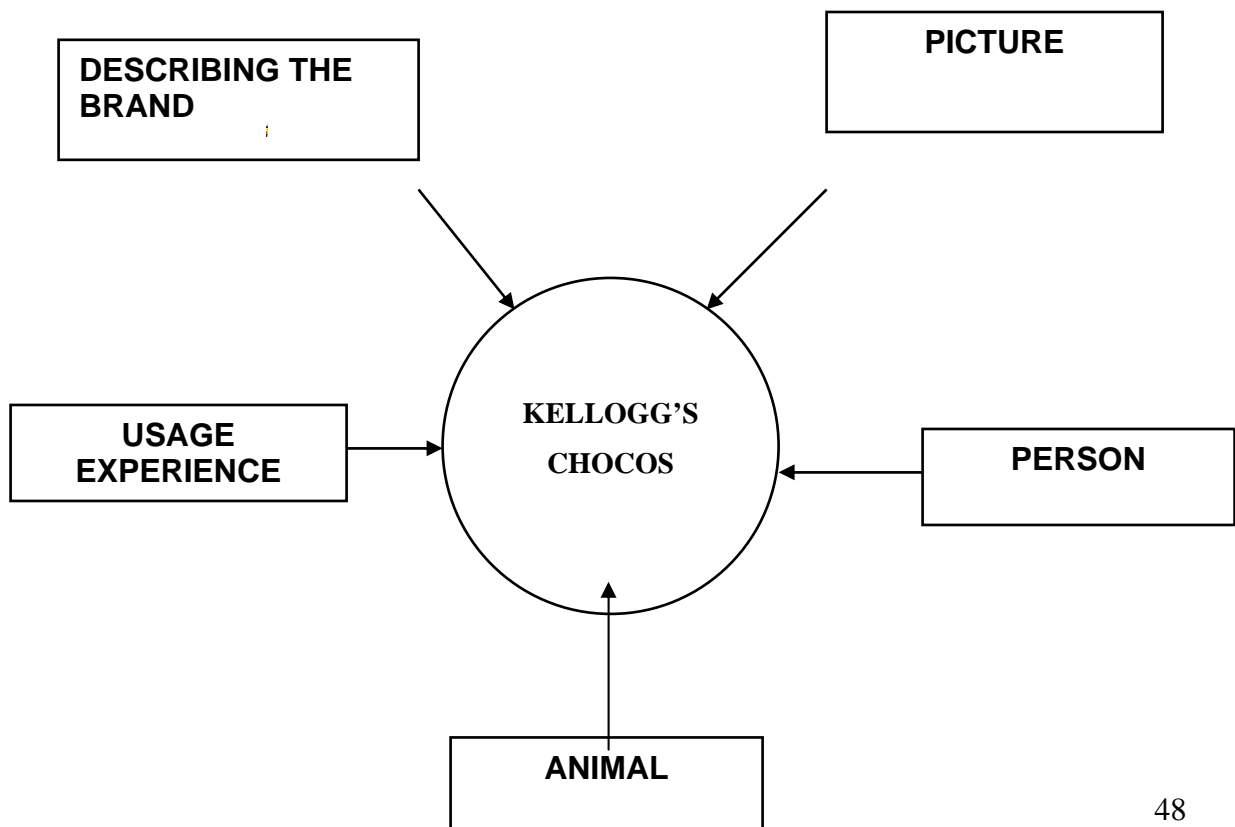 DESCRIBING THE
BRAND
PICTURE
KELLOGG’S
CHOCOS
USAGE
EXPERIENCE
PERSON
ANIMAL
48